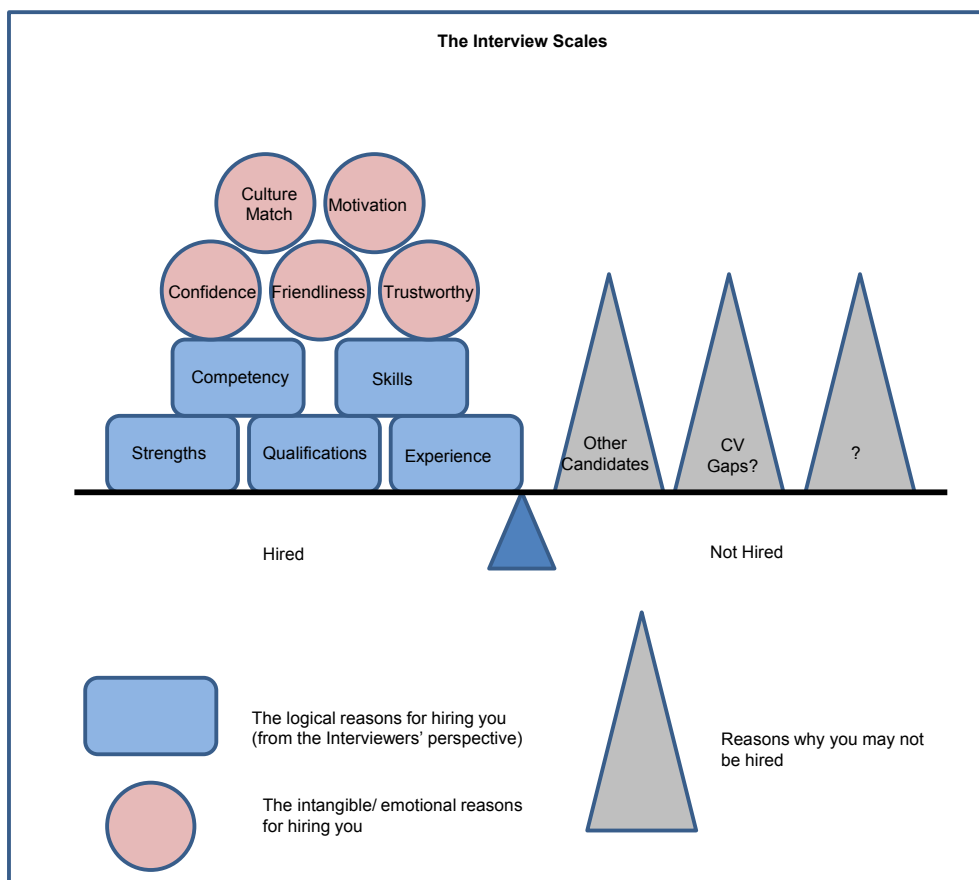 The Interview Scales
Culture
Match
Motivation
Confidence
Friendliness
Trustworthy
Competency
Skills
Strengths
Qualifications
Experience
Other
Candidates
CV
Gaps?
?
Hired
Not Hired
The logical reasons for hiring you
(from the Interviewers’ perspective)
Reasons why you may not
be hired
The intangible/ emotional reasons
for hiring you